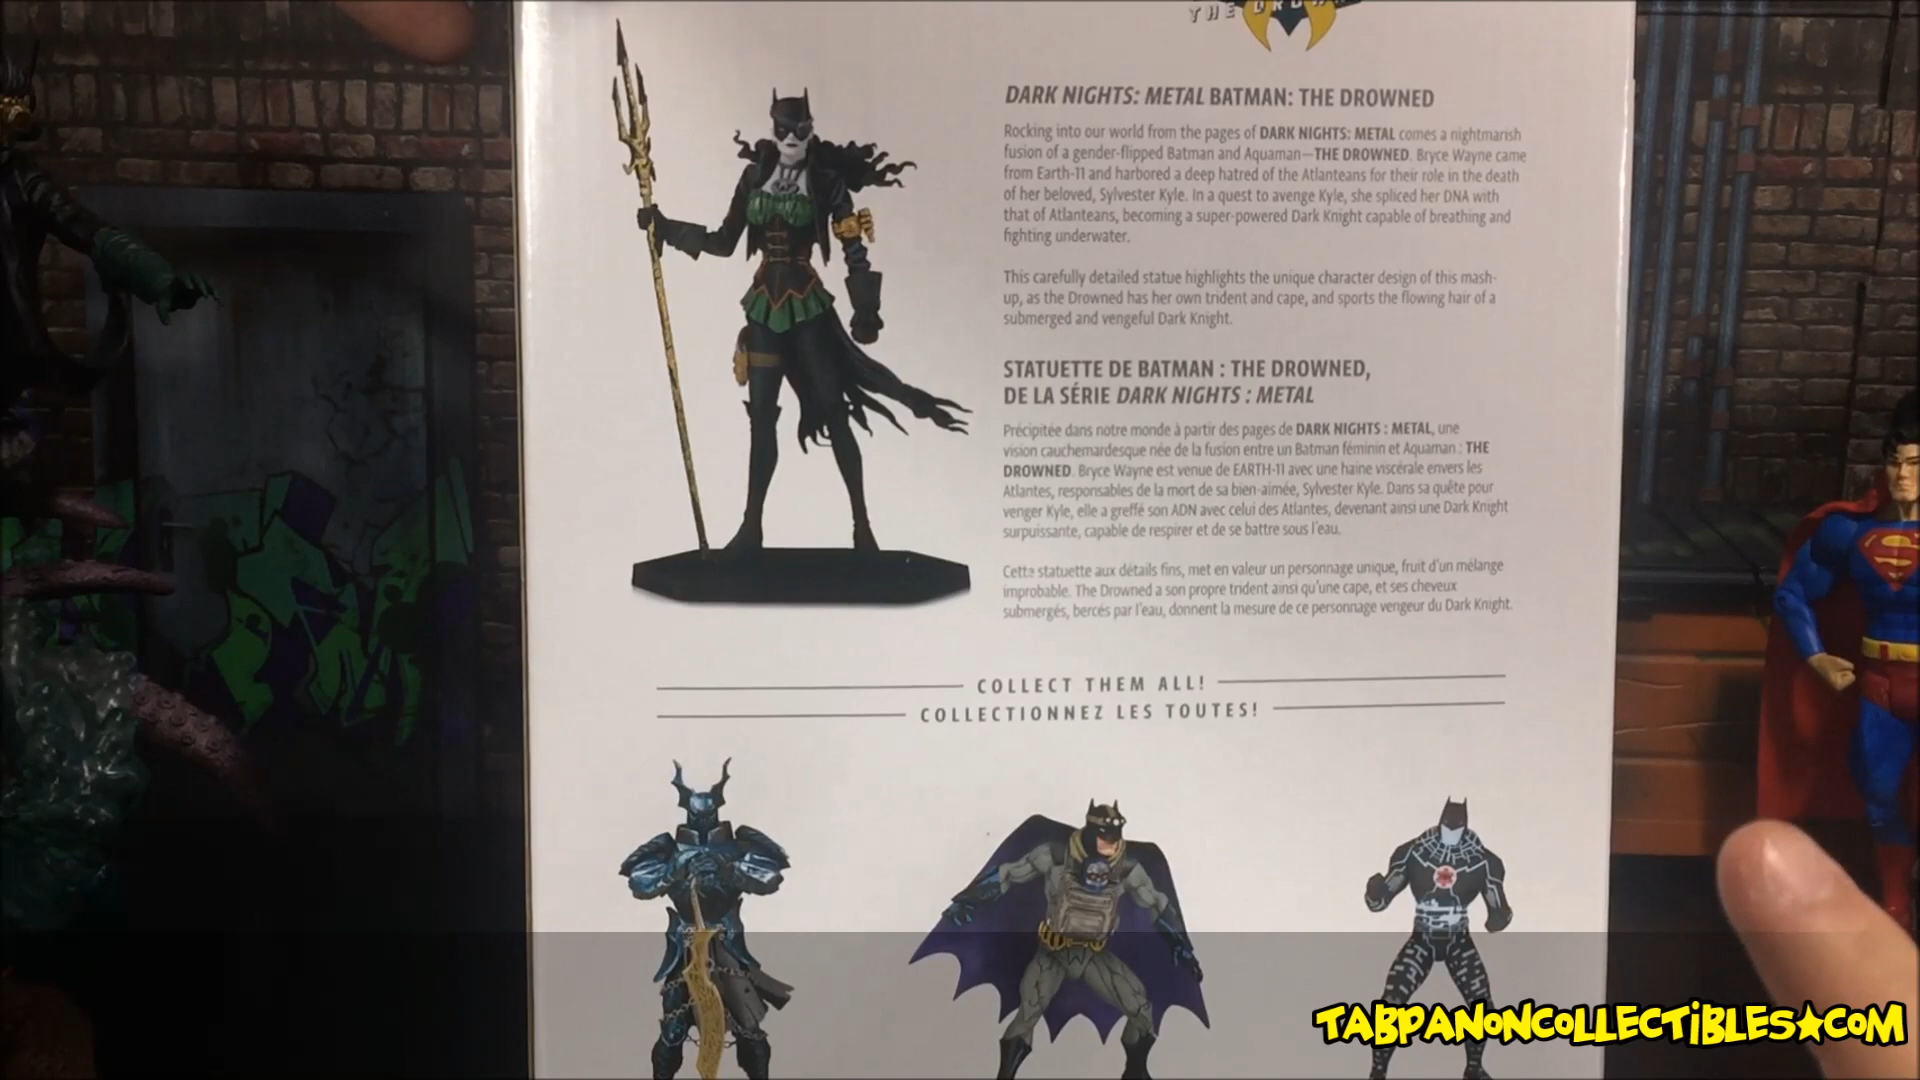 THE DROW
DARK NIGHTS: METAL BATMAN: THE DROWNED
Rocking into our world from the pages of DARK NIGHTS: METAL comes a nightmarish
fusion of a gender-flipped Batman and Aquaman—THE DROWNED. Bryce Wayne came
from Earth-11 and harbored a deep hatred of the Atlanteans for their role in the death
of her beloved, Sylvester Kyle. In a quest to avenge Kyle, she spliced her DNA with
that of Atlanteans, becoming a super-powered Dark Knight capable of breathing and
fighting underwater.
This carefully detailed statue highlights the unique character design of this mash-
up, as the Drowned has her own trident and cape, and sports the flowing hair of a
submerged and vengeful Dark Knight.
STATUETTE DE BATMAN : THE DROWNED,
DE LA SÉRIE DARK NIGHTS : METAL
Précipitée dans notre monde à partir des pages de DARK NIGHTS : METAL, une
vision cauchemardesque née de la fusion entre un Batman féminin et Aquaman : THE
DROWNED. Bryce Wayne est venue de EARTH-11 avec une haine viscérale envers les
Atlantes, responsables de la mort de sa bien-aimée, Sylvester Kyle. Dans sa quête pour
venger Kyle, elle a greffé son ADN avec celui des Atlantes, devenant ainsi une Dark Knight
surpuissante, capable de respirer et de se battre sous l'eau.
Cette statuette aux détails fins, met en valeur un personnage unique, fruit d'un mélange
improbable. The Drowned a son propre trident ainsi qu'une cape, et ses cheveux
submergés, bercés par l'eau, donnent la mesure de ce personnage vengeur du Dark Knight.
COLLECT THEM ALL!
COLLECTIONNEZ LES TOUTES!
TABPANONCOLLECTIBLES★COM